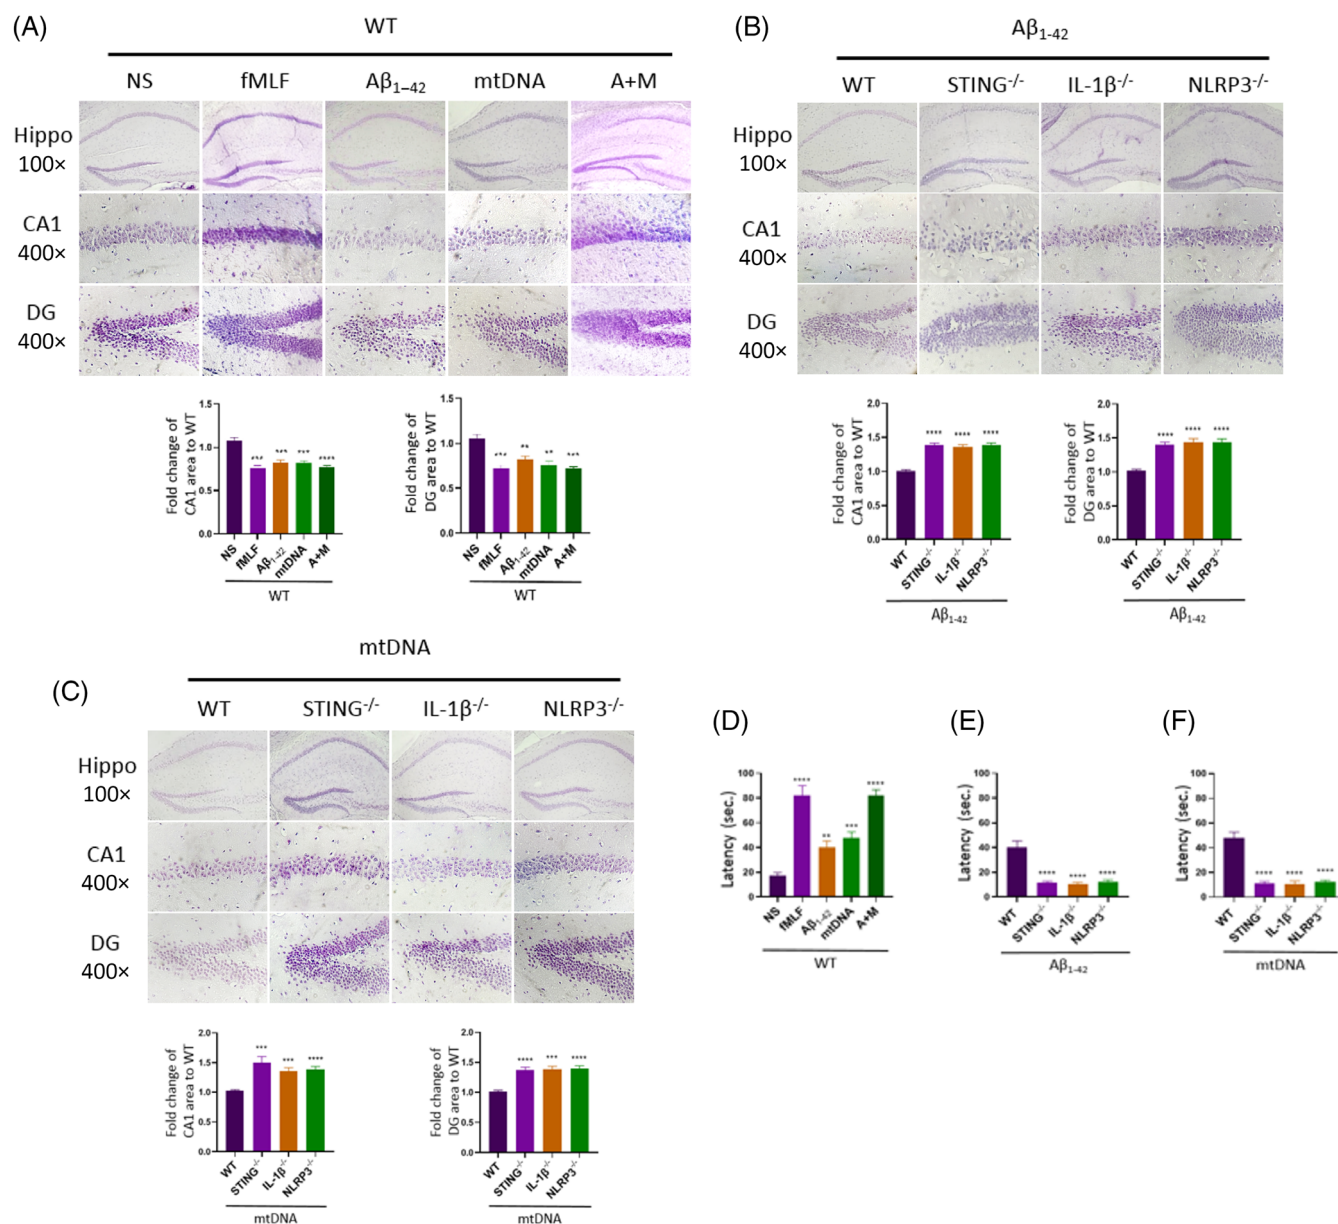 (A)
WT
NS fMLF Aβ1–42 mtDNA A+M
Hippo
100×
CA1
400×
DG
400×
Fold change of
CA1 area to WT
1.5
1.0
0.5
0.0
**** ****
NS fMLF Aβ1-42 mtDNA A+M
WT
Fold change of
DG area to WT
1.5
1.0
0.5
0.0
** **
NS fMLF Aβ1-42 mtDNA A+M
WT
(B)
Aβ1-42
WT STING-/- IL-1β-/- NLRP3-/-
Hippo
100×
CA1
400×
DG
400×
Fold change of
CA1 area to WT
2.0
1.5
1.0
0.5
0.0
**** **** ****
WT STING-/- IL-1β-/- NLRP3-/-
Aβ1-42
Fold change of
DG area to WT
2.0
1.5
1.0
0.5
0.0
**** **** ****
WT STING-/- IL-1β-/- NLRP3-/-
Aβ1-42
(C)
mtDNA
WT STING-/- IL-1β-/- NLRP3-/-
Hippo
100×
CA1
400×
DG
400×
Fold change of
CA1 area to WT
2.0
1.5
1.0
0.5
0.0
*** *** ****
WT STING-/- IL-1β-/- NLRP3-/-
mtDNA
Fold change of
DG area to WT
2.0
1.5
1.0
0.5
0.0
**** *** ****
WT STING-/- IL-1β-/- NLRP3-/-
mtDNA
(D)
Latency (sec.)
100
80
60
40
20
0
**** ** *** ****
NS fMLF Aβ1-42 mtDNA A+M
WT
(E)
Latency (sec.)
100
80
60
40
20
0
**** **** ****
WT STING-/- IL-1β-/- NLRP3-/-
Aβ1-42
(F)
Latency (sec.)
100
80
60
40
20
0
**** **** ****
WT STING-/- IL-1β-/- NLRP3-/-
mtDNA